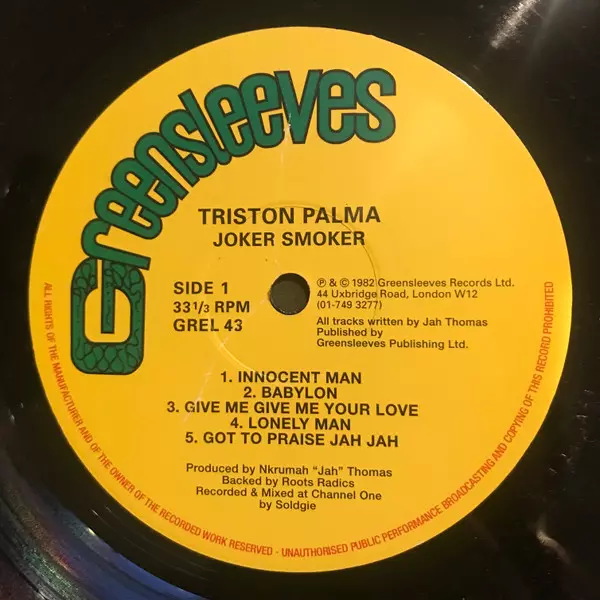 Greensleeves
TRISTON PALMA
JOKER SMOKER
SIDE 1
33 1/3 RPM
GREL 43
℗ & © 1982 Greensleeves Records Ltd.
44 Uxbridge Road, London W12
(01-749 3277)
All tracks written by Jah Thomas
Published by
Greensleeves Publishing Ltd.
1. INNOCENT MAN
2. BABYLON
3. GIVE ME GIVE ME YOUR LOVE
4. LONELY MAN
5. GOT TO PRAISE JAH JAH
Produced by Nkrumah “Jah” Thomas
Backed by Roots Radics
Recorded & Mixed at Channel One
by Soldgie
ALL RIGHTS OF THE MANUFACTURER AND OF THE OWNER OF THE RECORDED WORK RESERVED - UNAUTHORISED PUBLIC PERFORMANCE BROADCASTING AND COPYING OF THIS RECORD PROHIBITED